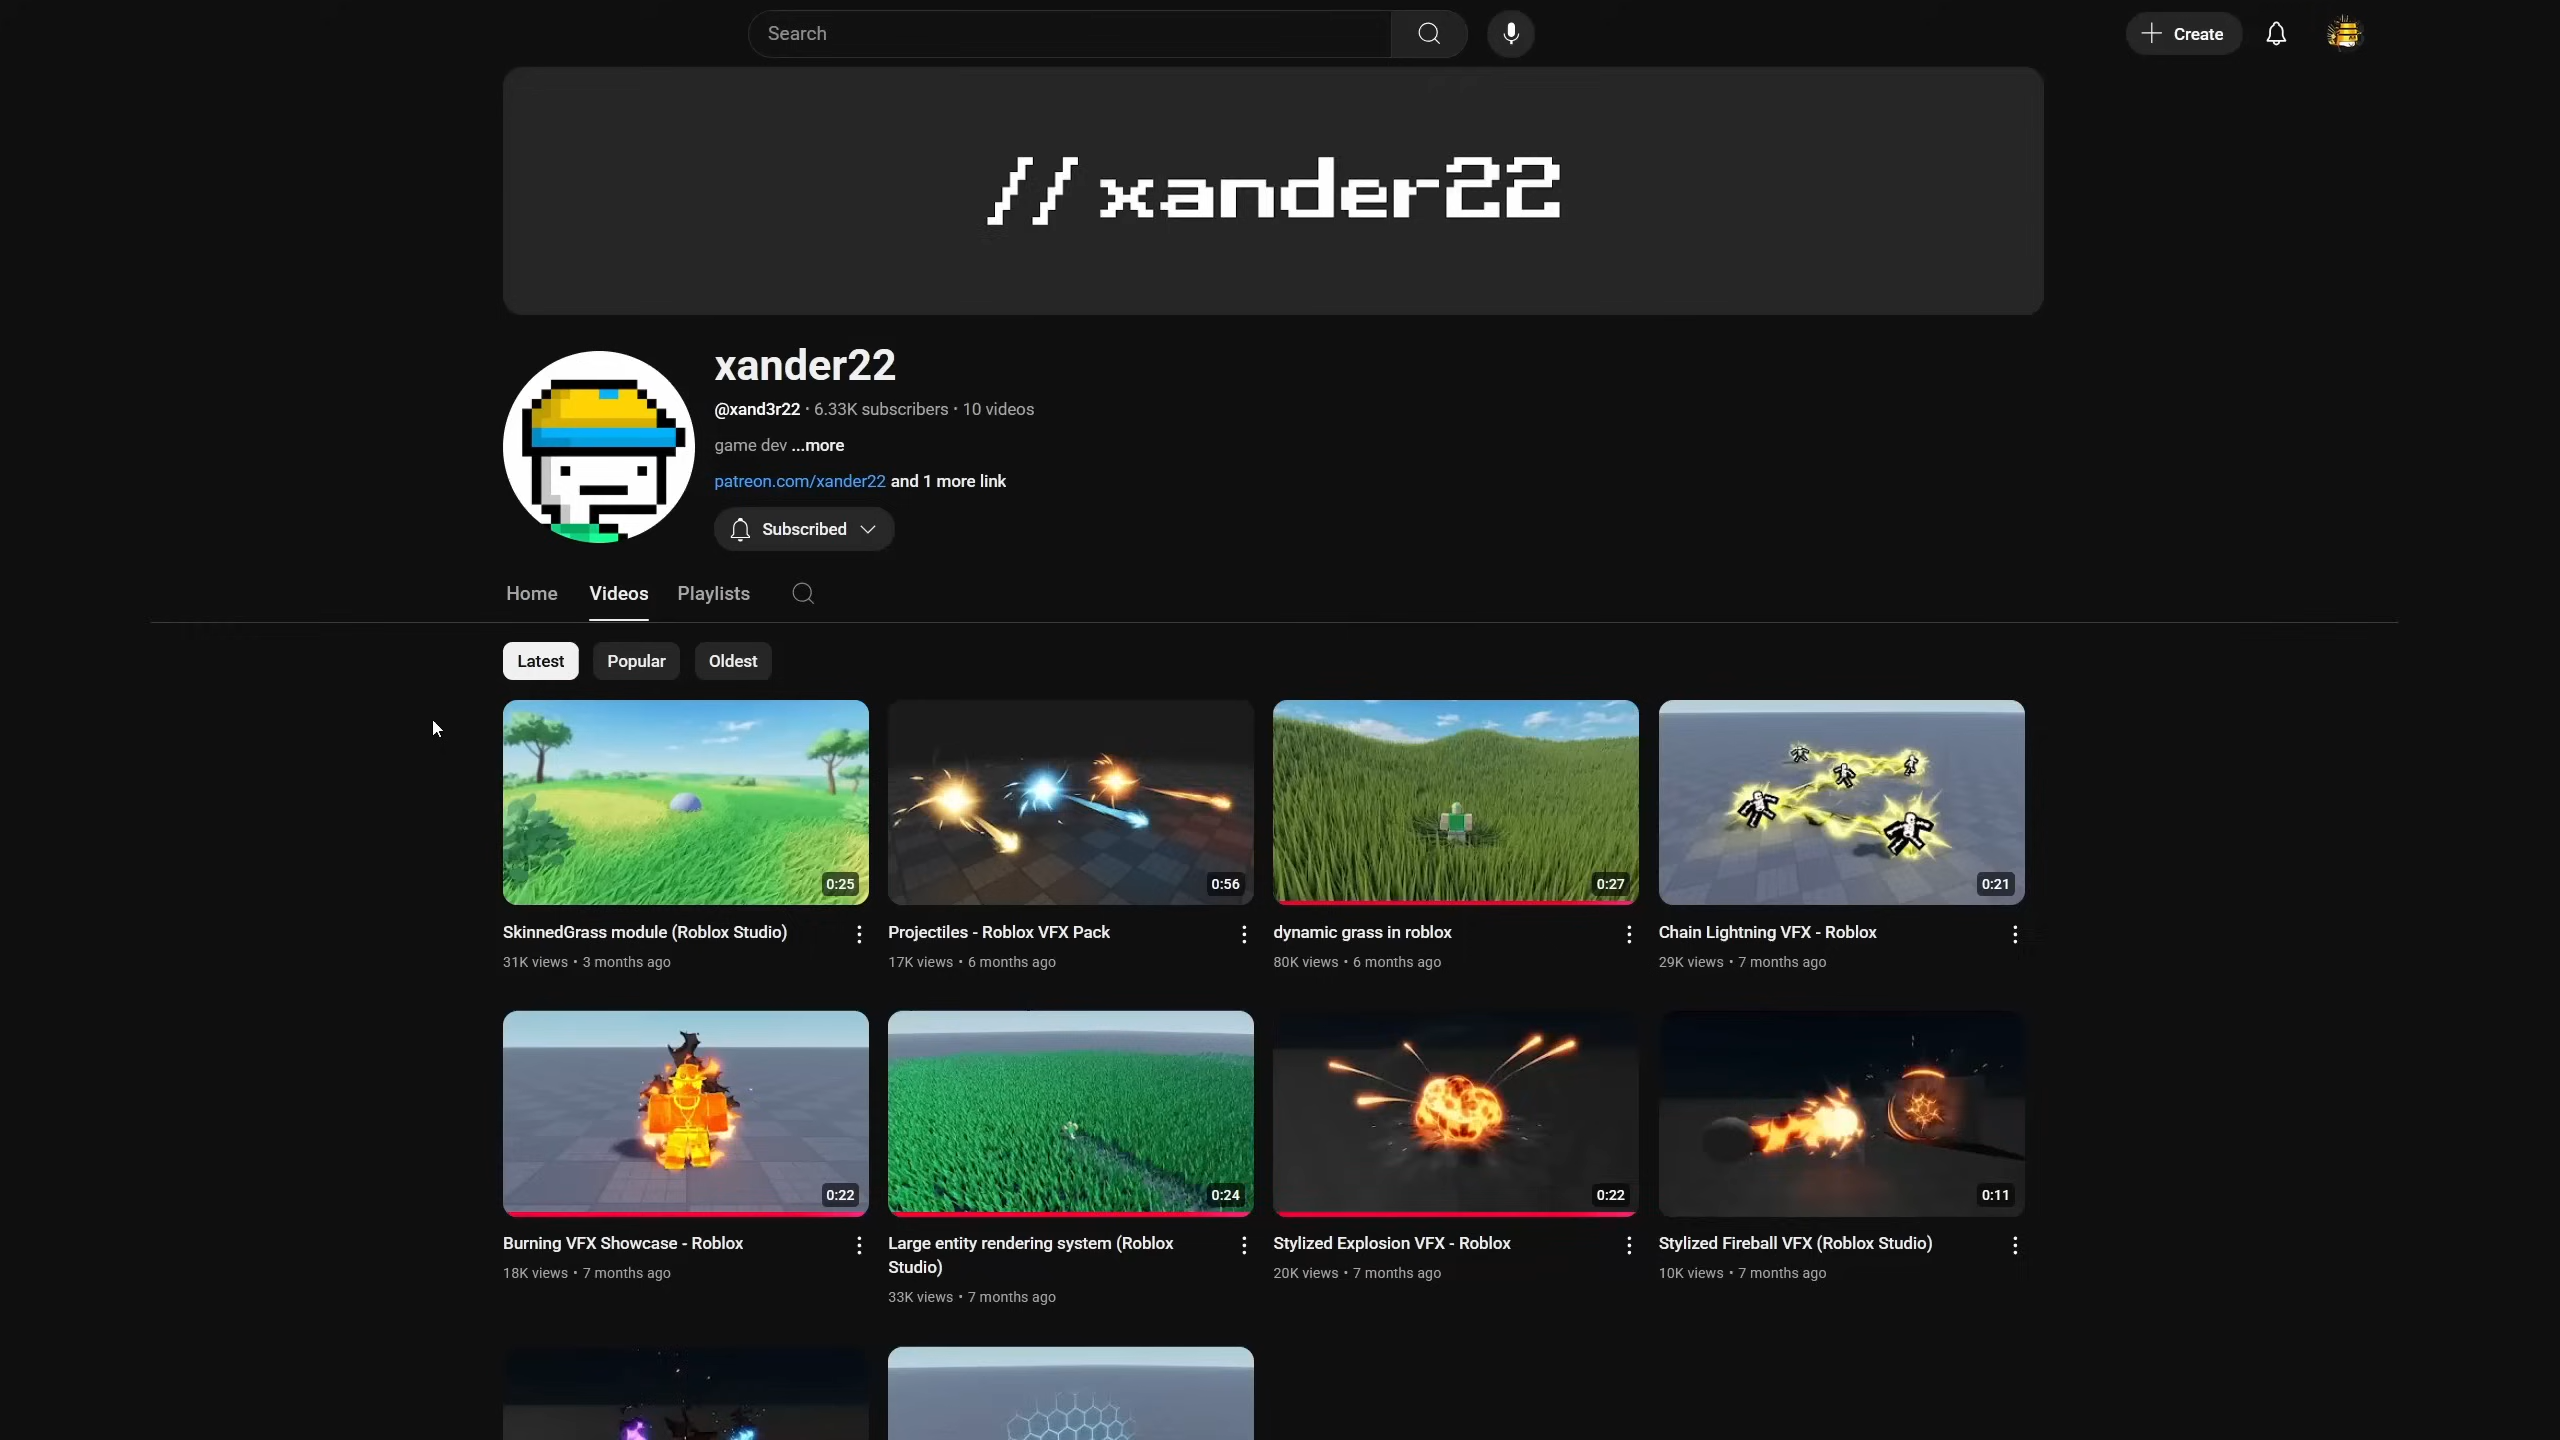 Search
Create
// xander22
xander22
@xand3r22 · 6.33K subscribers · 10 videos
game dev ...more
patreon.com/xander22 and 1 more link
Subscribed
Home Videos Playlists
Latest Popular Oldest
0:25 0:56 0:27 0:21
SkinnedGrass module (Roblox Studio)
31K views • 3 months ago
Projectiles - Roblox VFX Pack
17K views • 6 months ago
dynamic grass in roblox
80K views • 6 months ago
Chain Lightning VFX - Roblox
29K views • 7 months ago
0:22 0:24 0:22 0:11
Burning VFX Showcase - Roblox
18K views • 7 months ago
Large entity rendering system (Roblox
Studio)
33K views • 7 months ago
Stylized Explosion VFX - Roblox
20K views • 7 months ago
Stylized Fireball VFX (Roblox Studio)
10K views • 7 months ago